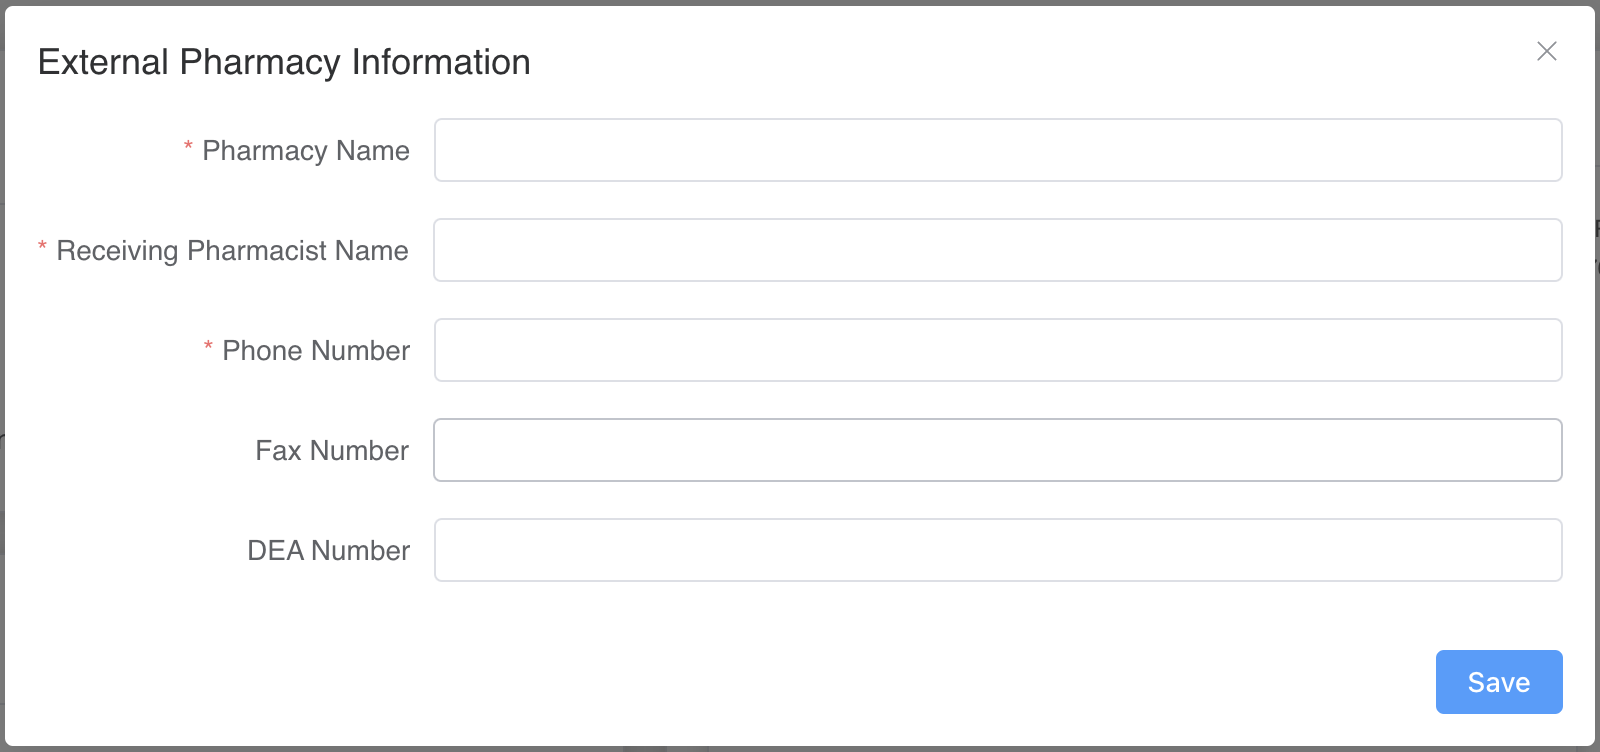 External Pharmacy Information
* Pharmacy Name
* Receiving Pharmacist Name
* Phone Number
Fax Number
DEA Number
Save